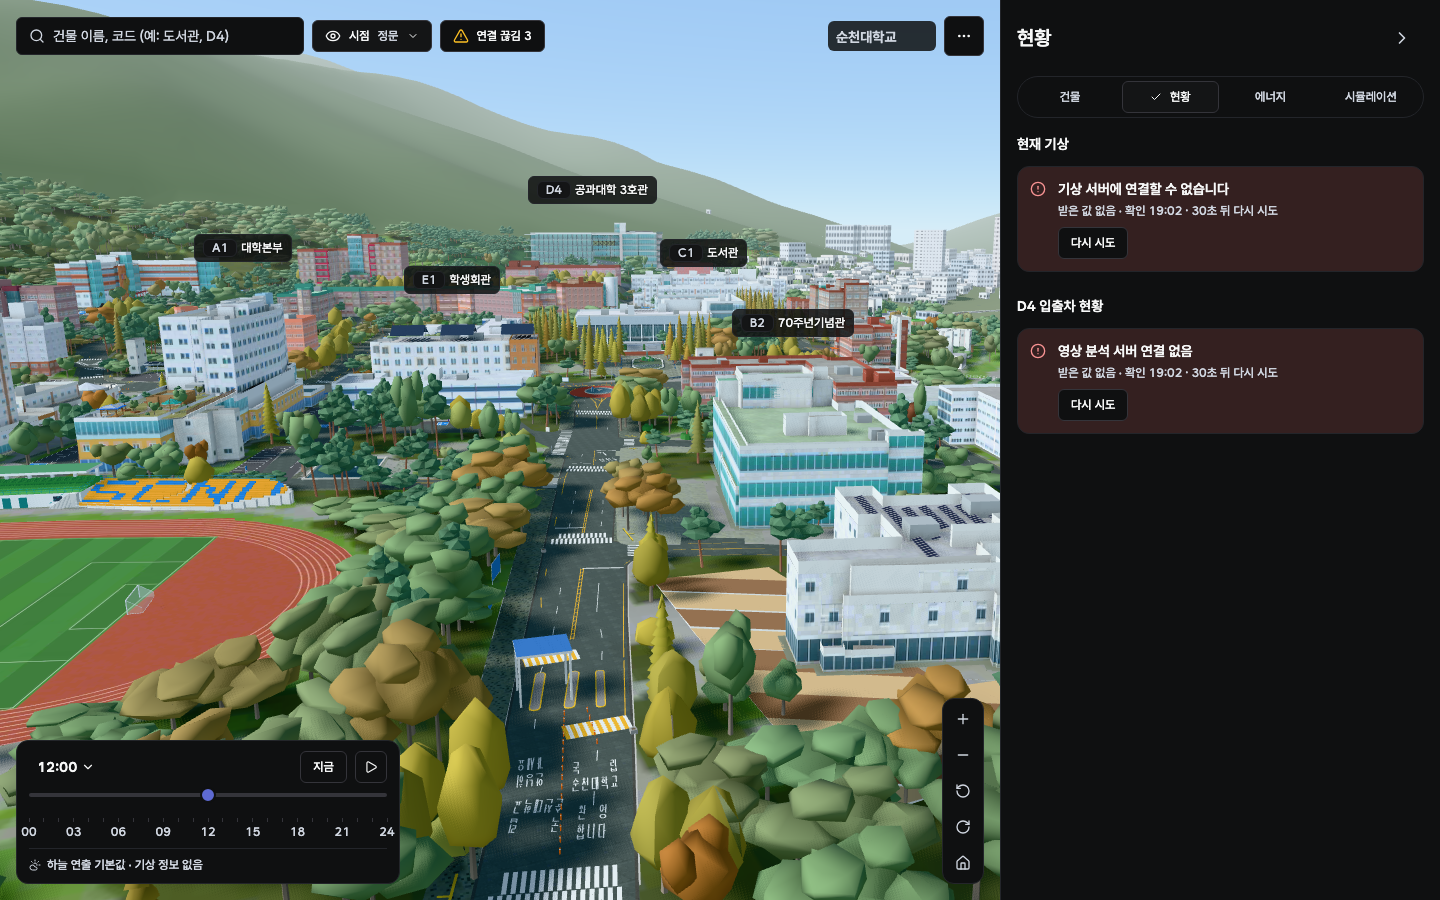 건물 이름, 코드 (예: 도서관, D4)
시점 정문
연결 끊김 3
순천대학교
현황
건물
현황
에너지
시뮬레이션
현재 기상
기상 서버에 연결할 수 없습니다
받은 값 없음 · 확인 19:02 · 30초 뒤 다시 시도
다시 시도
D4 입출차 현황
영상 분석 서버 연결 없음
받은 값 없음 · 확인 19:02 · 30초 뒤 다시 시도
다시 시도
D4 공과대학 3호관
A1 대학본부
C1 도서관
E1 학생회관
B2 70주년기념관
SCNU
12:00
지금
00 03 06 09 12 15 18 21 24
하늘 연출 기본값 · 기상 정보 없음